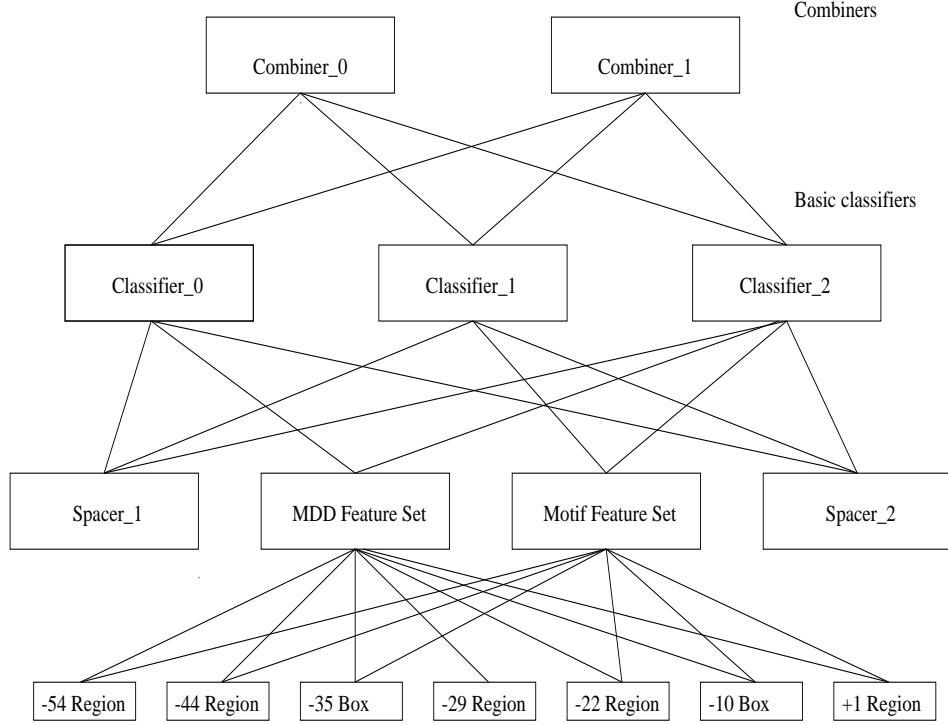 Combiners
Combiner_0
Combiner_1
Basic classifiers
Classifier_0
Classifier_1
Classifier_2
Spacer_1
MDD Feature Set
Motif Feature Set
Spacer_2
-54 Region
-44 Region
-35 Box
-29 Region
-22 Region
-10 Box
+1 Region